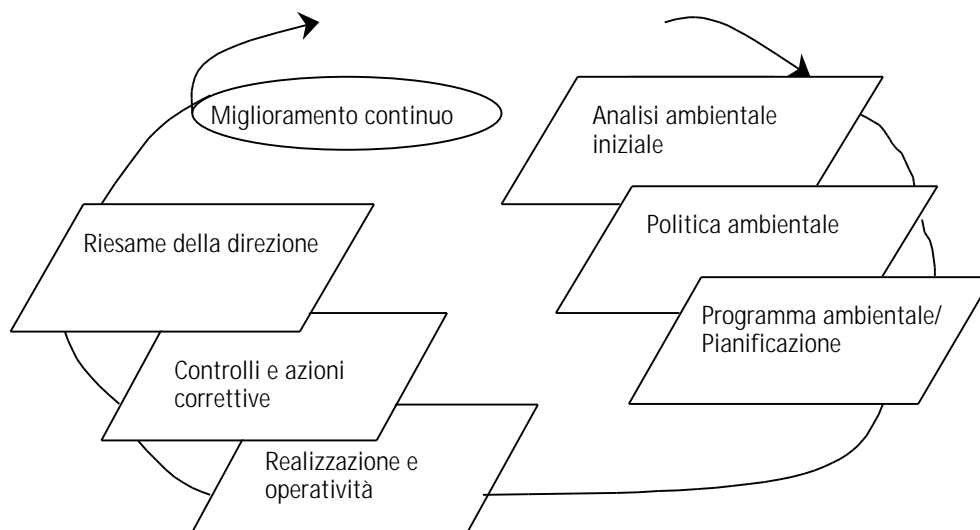 Miglioramento continuo
Analisi ambientale
iniziale
Politica ambientale
Programma ambientale/
Pianificazione
Realizzazione e
operatività
Controlli e azioni
correttive
Riesame della direzione